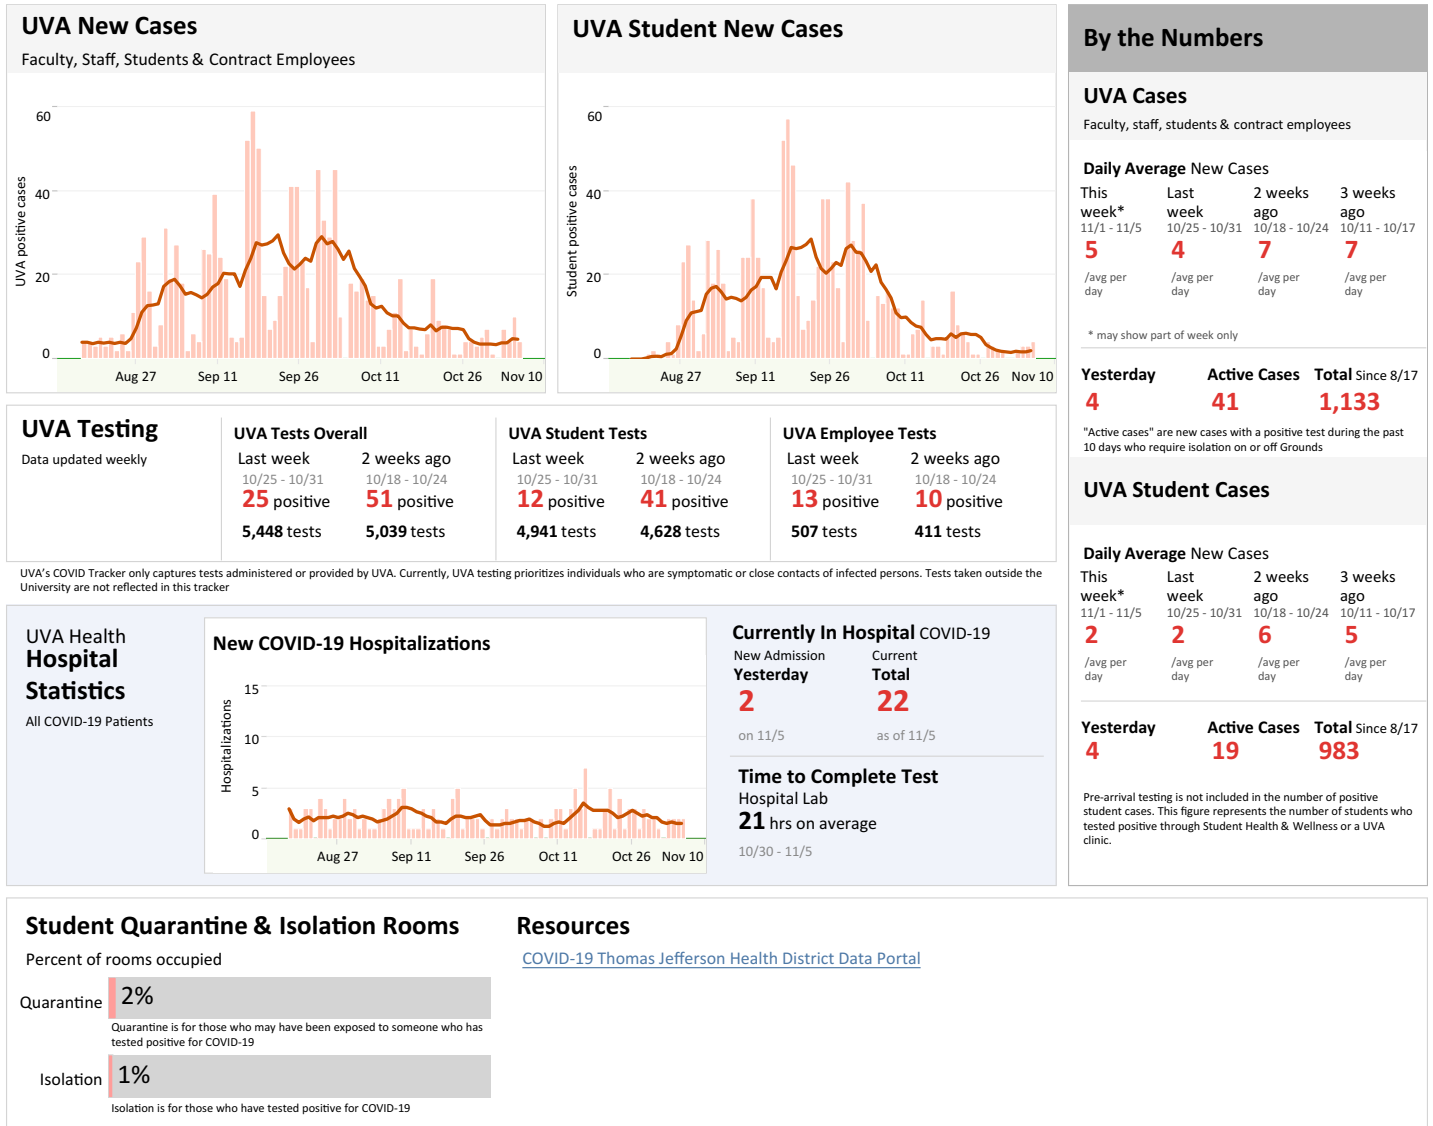 UVA New Cases
Faculty, Staff, Students & Contract Employees
UVA positive cases
60
40
20
0
Aug 27 Sep 11 Sep 26 Oct 11 Oct 26 Nov 10
UVA Student New Cases
Student positive cases
60
40
20
0
Aug 27 Sep 11 Sep 26 Oct 11 Oct 26 Nov 10
By the Numbers
UVA Cases
Faculty, staff, students & contract employees
Daily Average New Cases
This Last 2 weeks 3 weeks
week* week ago ago
11/1 - 11/5 10/25 - 10/31 10/18 - 10/24 10/11 - 10/17
5 4 7 7
/avg per /avg per /avg per /avg per
day day day day
* may show part of week only
Yesterday Active Cases Total Since 8/17
4 41 1,133
"Active cases" are new cases with a positive test during the past
10 days who require isolation on or off Grounds
UVA Student Cases
Daily Average New Cases
This Last 2 weeks 3 weeks
week* week ago ago
11/1 - 11/5 10/25 - 10/31 10/18 - 10/24 10/11 - 10/17
2 2 6 5
/avg per /avg per /avg per /avg per
day day day day
Yesterday Active Cases Total Since 8/17
4 19 983
Pre-arrival testing is not included in the number of positive
student cases. This figure represents the number of students who
tested positive through Student Health & Wellness or a UVA
clinic.
UVA Testing
Data updated weekly
UVA Tests Overall
Last week 2 weeks ago
10/25 - 10/31 10/18 - 10/24
25 positive 51 positive
5,448 tests 5,039 tests
UVA Student Tests
Last week 2 weeks ago
10/25 - 10/31 10/18 - 10/24
12 positive 41 positive
4,941 tests 4,628 tests
UVA Employee Tests
Last week 2 weeks ago
10/25 - 10/31 10/18 - 10/24
13 positive 10 positive
507 tests 411 tests
UVA's COVID Tracker only captures tests administered or provided by UVA. Currently, UVA testing prioritizes individuals who are symptomatic or close contacts of infected persons. Tests taken outside the
University are not reflected in this tracker
UVA Health
Hospital
Statistics
All COVID-19 Patients
New COVID-19 Hospitalizations
Hospitalizations
15
10
5
0
Aug 27 Sep 11 Sep 26 Oct 11 Oct 26 Nov 10
Currently In Hospital COVID-19
New Admission Current
Yesterday Total
2 22
on 11/5 as of 11/5
Time to Complete Test
Hospital Lab
21 hrs on average
10/30 - 11/5
Student Quarantine & Isolation Rooms
Percent of rooms occupied
Quarantine 2%
Quarantine is for those who may have been exposed to someone who has
tested positive for COVID-19
Isolation 1%
Isolation is for those who have tested positive for COVID-19
Resources
COVID-19 Thomas Jefferson Health District Data Portal